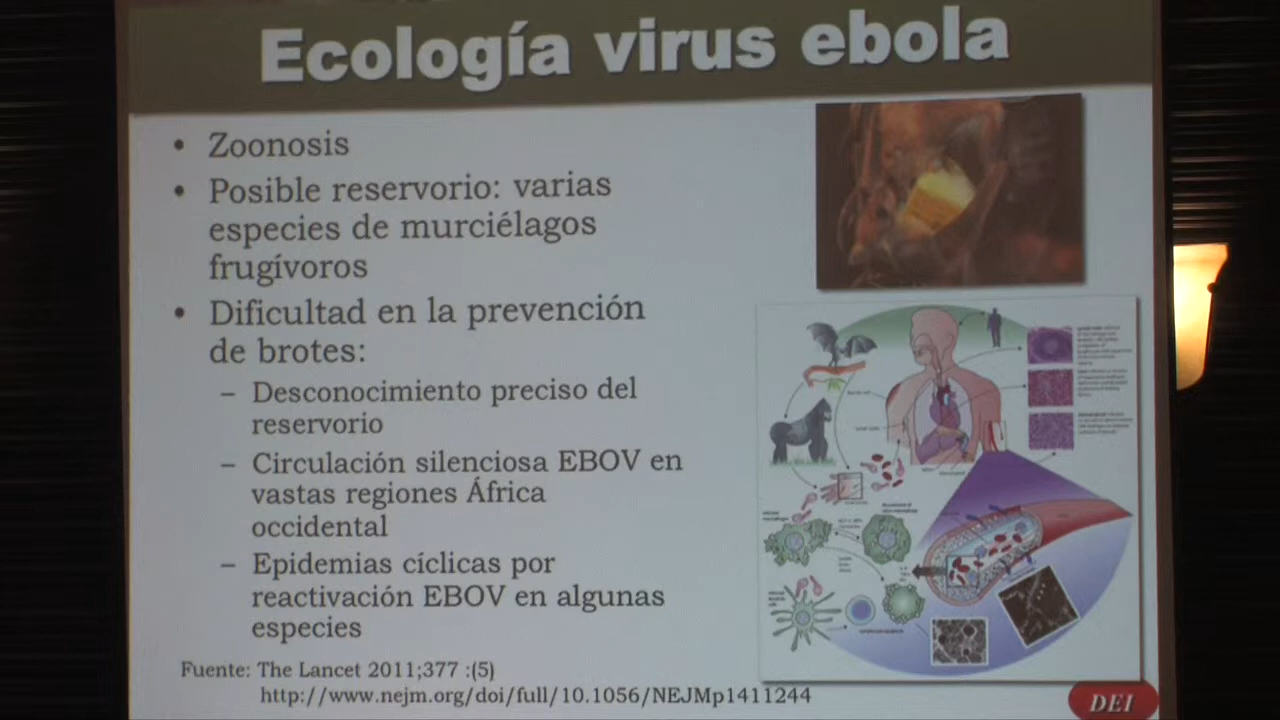 Ecología virus ebola
• Zoonosis
• Posible reservorio: varias
especies de murciélagos
frugívoros
• Dificultad en la prevención
de brotes:
– Desconocimiento preciso del
reservorio
– Circulación silenciosa EBOV en
vastas regiones África
occidental
– Epidemias cíclicas por
reactivación EBOV en algunas
especies
Fuente: The Lancet 2011;377 :(5)
http://www.nejm.org/doi/full/10.1056/NEJMp1411244
DEI